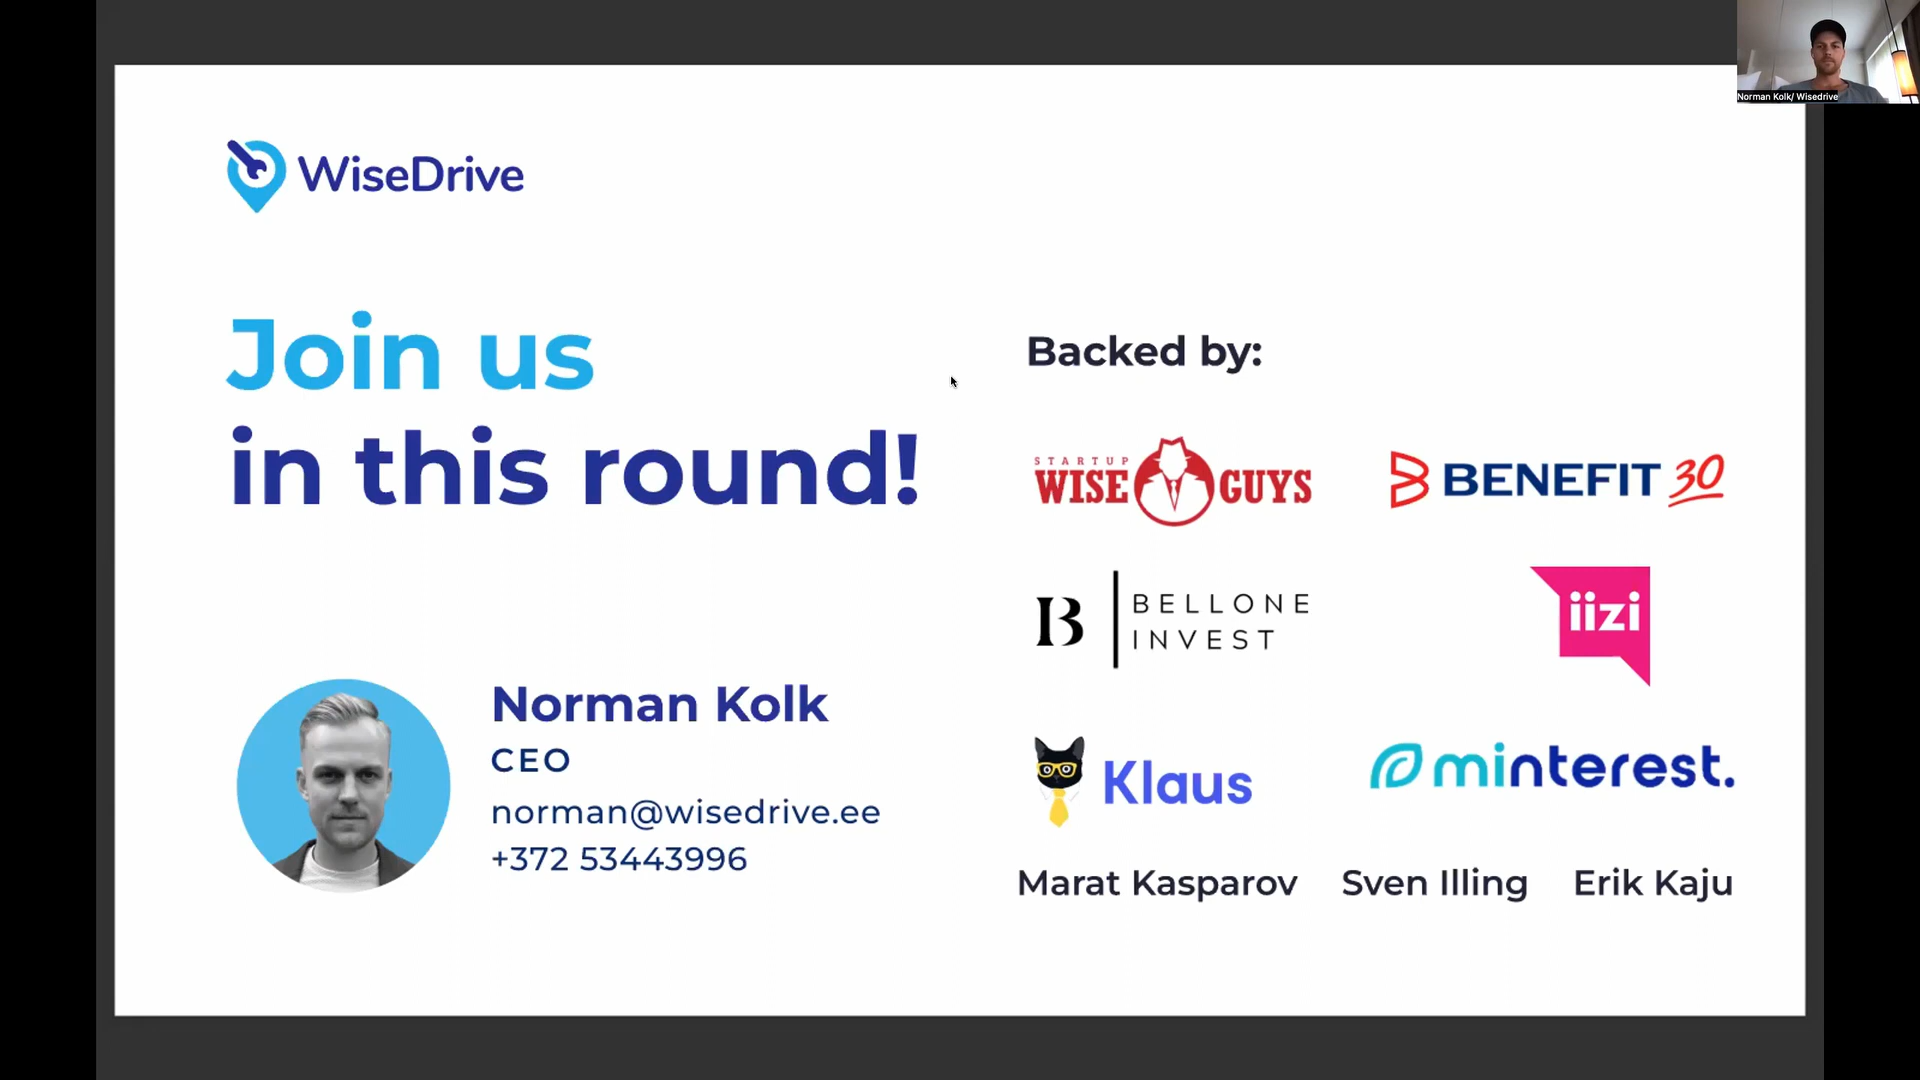 Norman Kolk/ Wisedrive
WiseDrive
Join us
in this round!
Norman Kolk
CEO
norman@wisedrive.ee
+372 53443996
Backed by:
STARTUP
WISE GUYS
BENEFIT 30
B BELLONE
INVEST
iizi
Klaus
minterest.
Marat Kasparov Sven Illing Erik Kaju